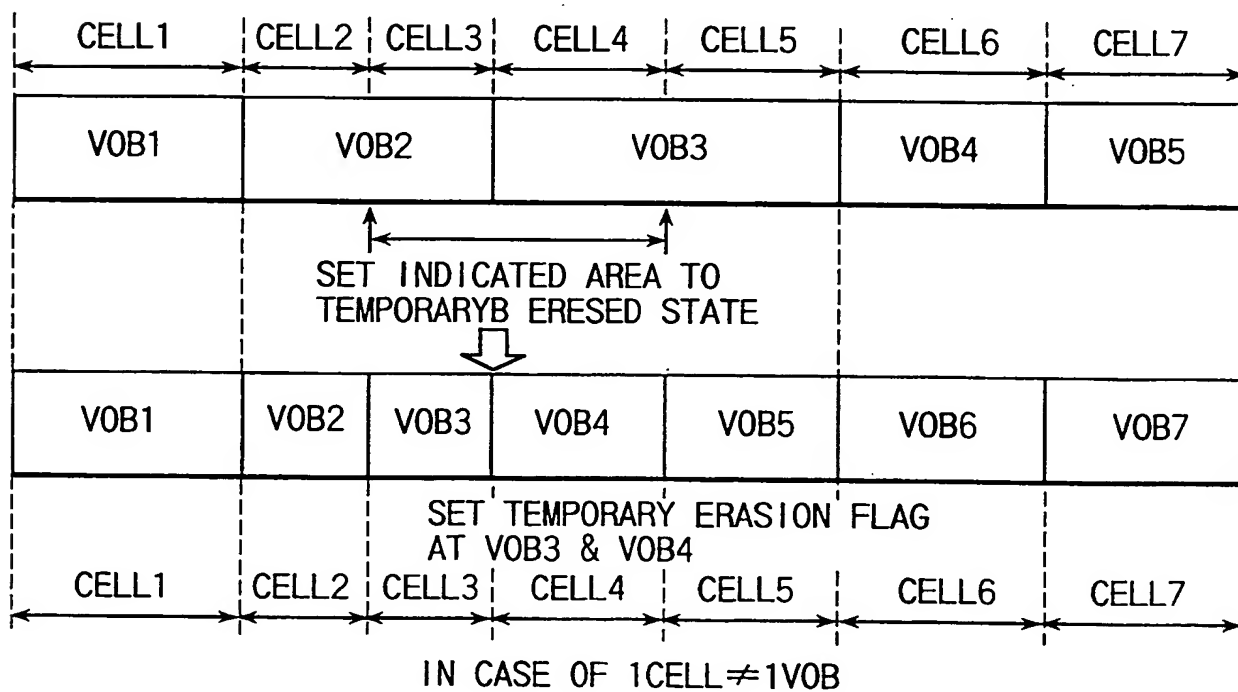 CELL1 CELL2 CELL3 CELL4 CELL5 CELL6 CELL7
VOB1 VOB2 VOB3 VOB4 VOB5
SET INDICATED AREA TO
TEMPORARYB ERESED STATE
VOB1 VOB2 VOB3 VOB4 VOB5 VOB6 VOB7
SET TEMPORARY ERASION FLAG
AT VOB3 & VOB4
CELL1 CELL2 CELL3 CELL4 CELL5 CELL6 CELL7
IN CASE OF 1CELL≠1VOB